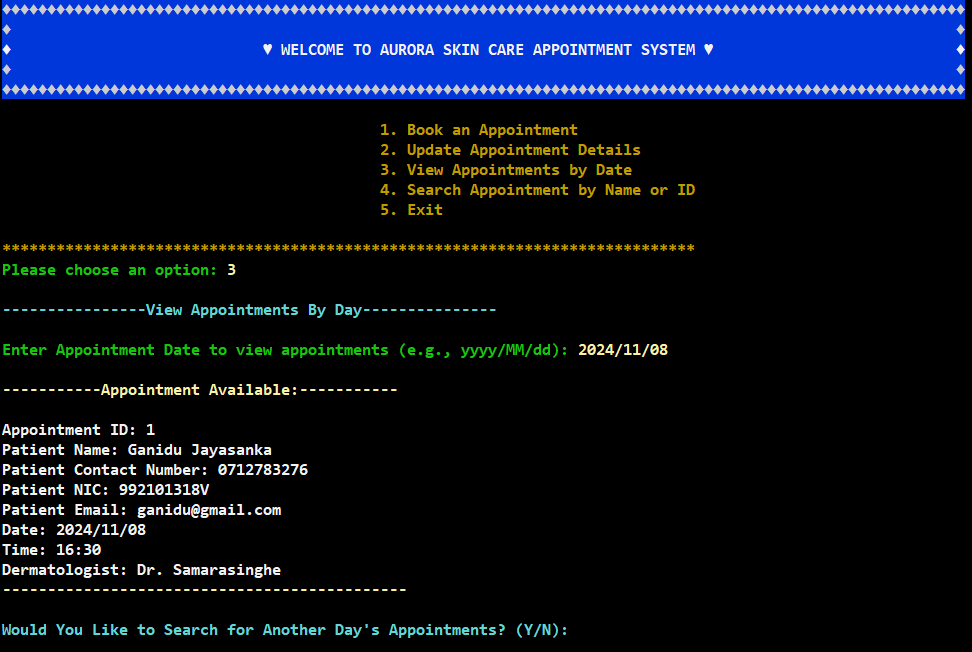 ♥ WELCOME TO AURORA SKIN CARE APPOINTMENT SYSTEM ♥
1. Book an Appointment
2. Update Appointment Details
3. View Appointments by Date
4. Search Appointment by Name or ID
5. Exit
*****************************************************************************
Please choose an option: 3
----------------View Appointments By Day---------------
Enter Appointment Date to view appointments (e.g., yyyy/MM/dd): 2024/11/08
-----------Appointment Available:-----------
Appointment ID: 1
Patient Name: Ganidu Jayasanka
Patient Contact Number: 0712783276
Patient NIC: 992101318V
Patient Email: ganidu@gmail.com
Date: 2024/11/08
Time: 16:30
Dermatologist: Dr. Samarasinghe
---------------------------------------------
Would You Like to Search for Another Day's Appointments? (Y/N):